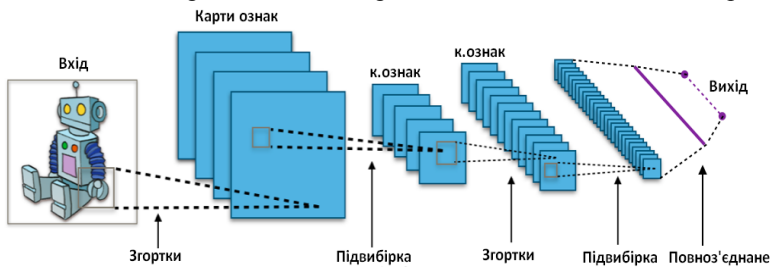 Карти ознак
Вхід
к.ознак
к.ознак
Вихід
Згортки
Підвибірка
Згортки
Підвибірка
Повноз'єднане